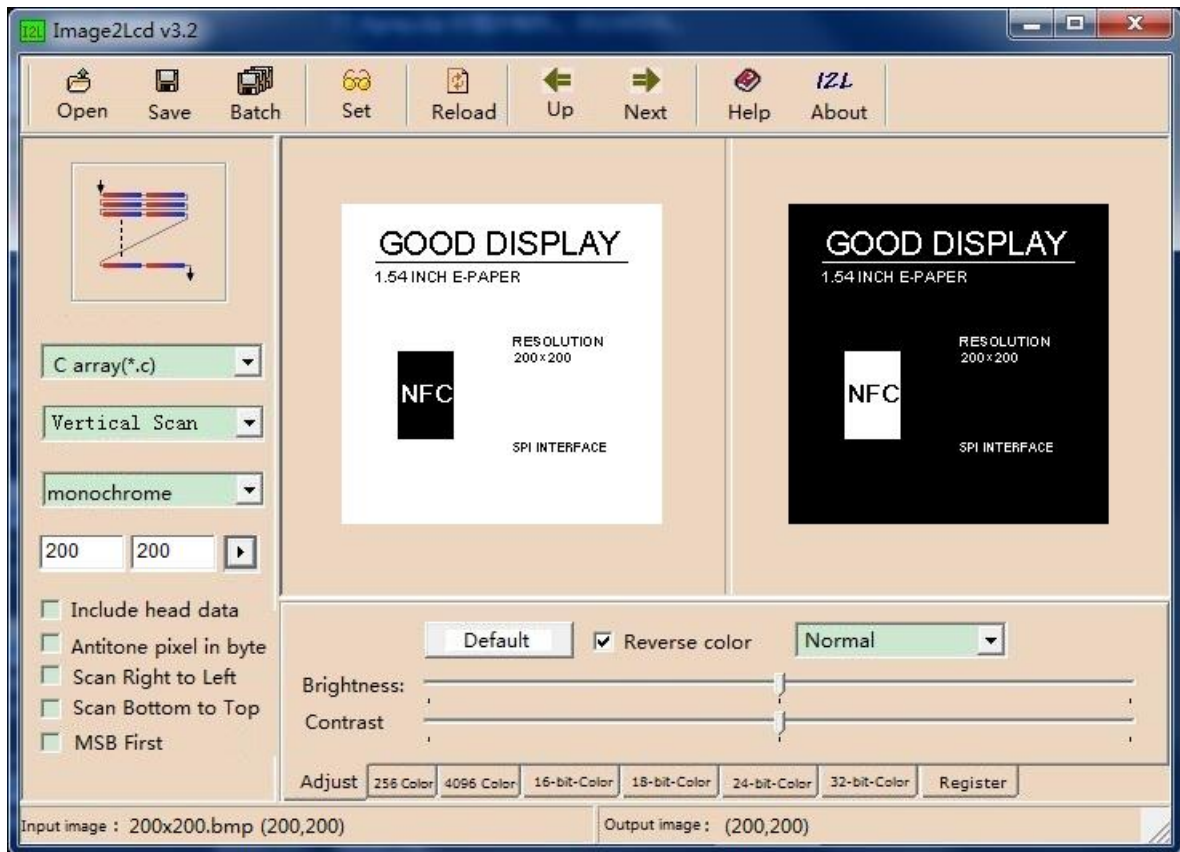 I2L Image2Lcd v3.2
Open Save Batch Set Reload Up Next Help I2L About
C array(*.c)
Vertical Scan
monochrome
200 200
Include head data
Antitone pixel in byte
Scan Right to Left
Scan Bottom to Top
MSB First
GOOD DISPLAY
1.54 INCH E-PAPER
RESOLUTION
200×200
NFC
SPI INTERFACE
GOOD DISPLAY
1.54 INCH E-PAPER
RESOLUTION
200×200
NFC
SPI INTERFACE
Default Reverse color Normal
Brightness:
Contrast
Adjust 256 Color 4096 Color 16-bit-Color 18-bit-Color 24-bit-Color 32-bit-Color Register
Input image : 200x200.bmp (200,200) Output image : (200,200)